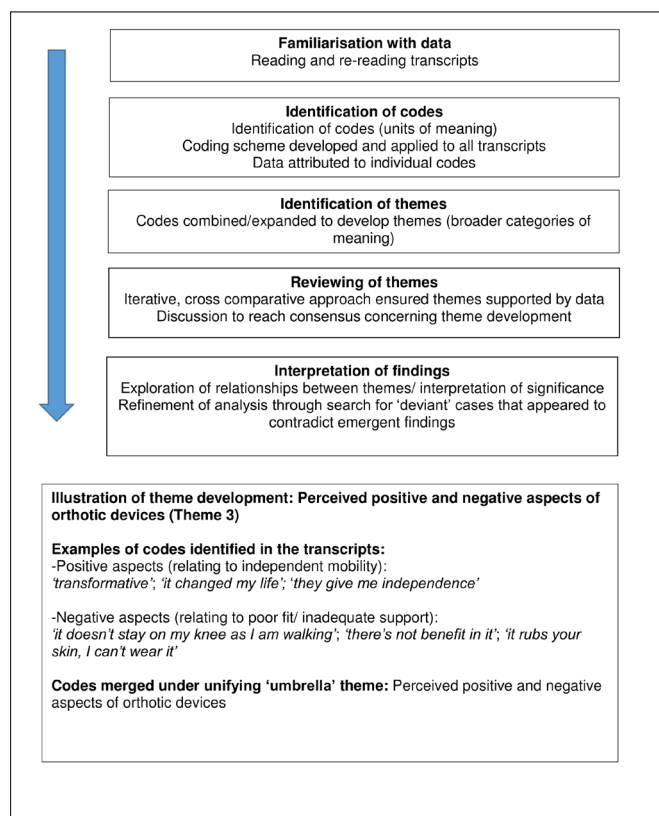 Familiarisation with data
Reading and re-reading transcripts
Identification of codes
Identification of codes (units of meaning)
Coding scheme developed and applied to all transcripts
Data attributed to individual codes
Identification of themes
Codes combined/expanded to develop themes (broader categories of
meaning)
Reviewing of themes
Iterative, cross comparative approach ensured themes supported by data
Discussion to reach consensus concerning theme development
Interpretation of findings
Exploration of relationships between themes/ interpretation of significance
Refinement of analysis through search for ‘deviant’ cases that appeared to
contradict emergent findings
Illustration of theme development: Perceived positive and negative aspects of
orthotic devices (Theme 3)
Examples of codes identified in the transcripts:
-Positive aspects (relating to independent mobility):
‘transformative’; ‘it changed my life’; ‘they give me independence’
-Negative aspects (relating to poor fit/ inadequate support):
‘it doesn’t stay on my knee as I am walking’; ‘there’s not benefit in it’; ‘it rubs your
skin, I can’t wear it’
Codes merged under unifying ‘umbrella’ theme: Perceived positive and negative
aspects of orthotic devices